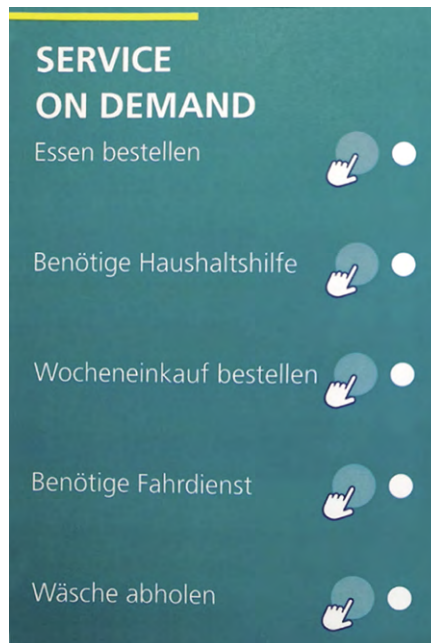 SERVICE
ON DEMAND
Essen bestellen
Benötige Haushaltshilfe
Wocheneinkauf bestellen
Benötige Fahrdienst
Wäsche abholen